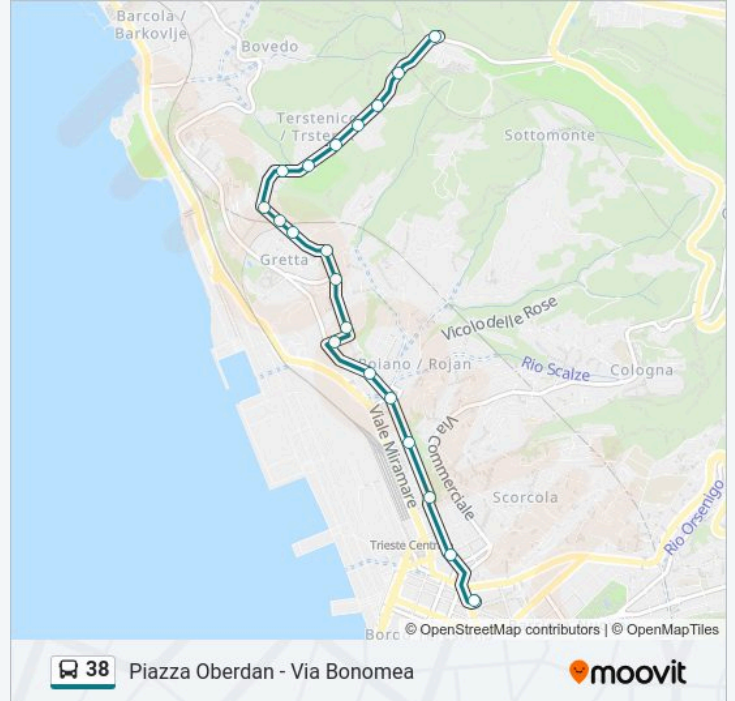 Barcola /
Barkovlje
Bovedo
Terstenico
/ Trste
Sottomonte
Gretta
Vicolo delle Rose
Roiano / Rojan
Rio Scalze
Cologna
Viale Miramare
Via Commerciale
Scorcola
Rio Orsenigo
Trieste Centr
Borg
© OpenStreetMap contributors | © OpenMapTiles
38 Piazza Oberdan - Via Bonomea
moovit